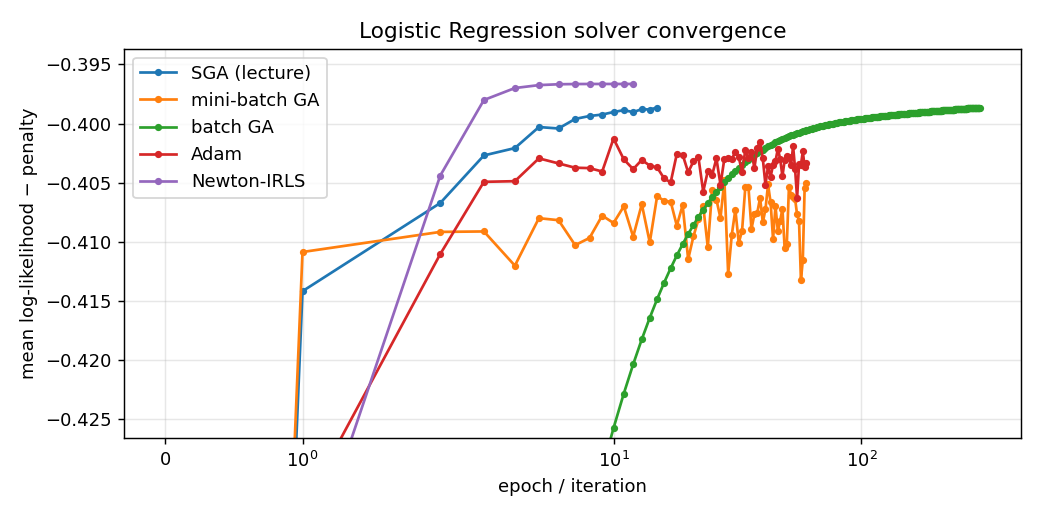 Logistic Regression solver convergence
mean log-likelihood − penalty
−0.395
−0.400
−0.405
−0.410
−0.415
−0.420
−0.425
SGA (lecture)
mini-batch GA
batch GA
Adam
Newton-IRLS
0
10⁰
10¹
10²
epoch / iteration